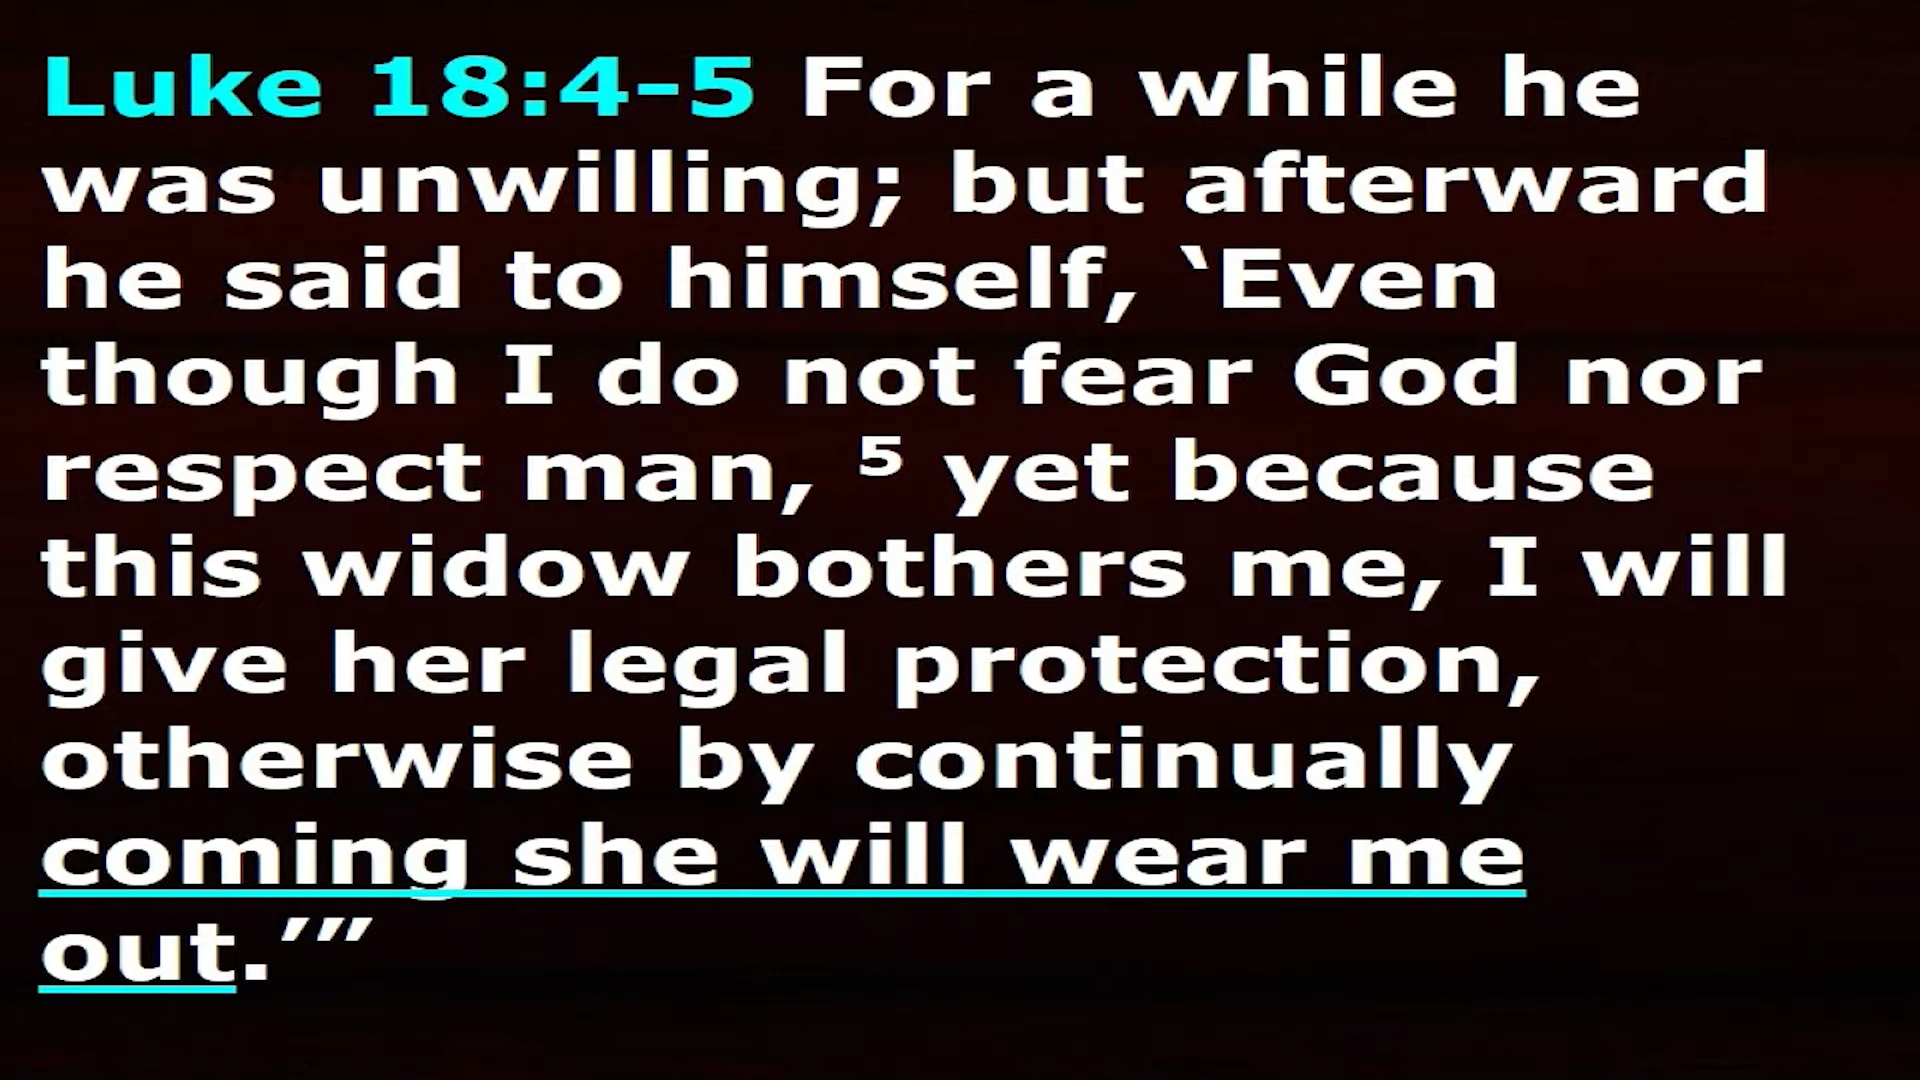 Luke 18:4-5 For a while he
was unwilling; but afterward
he said to himself, ‘Even
though I do not fear God nor
respect man, ⁵ yet because
this widow bothers me, I will
give her legal protection,
otherwise by continually
coming she will wear me
out.’”